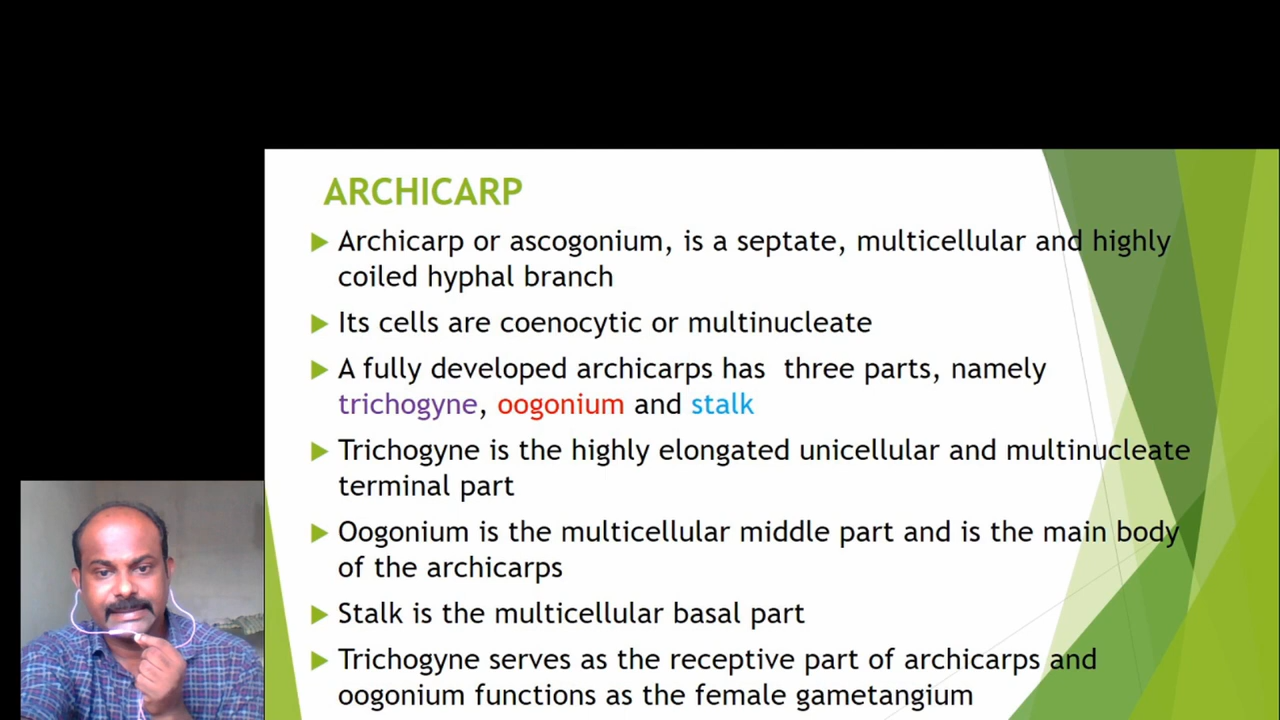 ARCHICARP
Archicarp or ascogonium, is a septate, multicellular and highly
coiled hyphal branch
Its cells are coenocytic or multinucleate
A fully developed archicarps has  three parts, namely
trichogyne, oogonium and stalk
Trichogyne is the highly elongated unicellular and multinucleate
terminal part
Oogonium is the multicellular middle part and is the main body
of the archicarps
Stalk is the multicellular basal part
Trichogyne serves as the receptive part of archicarps and
oogonium functions as the female gametangium